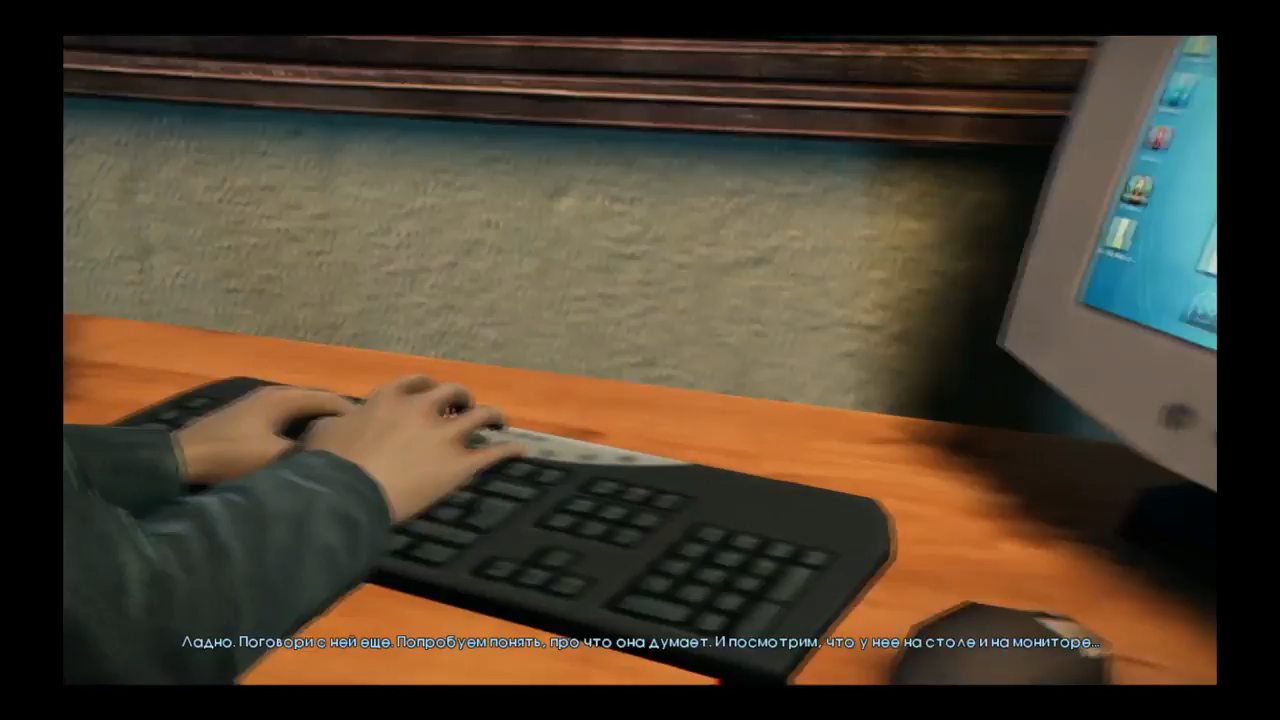 Ладно. Поговори с ней еще. Попробуем понять, про что она думает. И посмотрим, что у нее на столе и на мониторе...